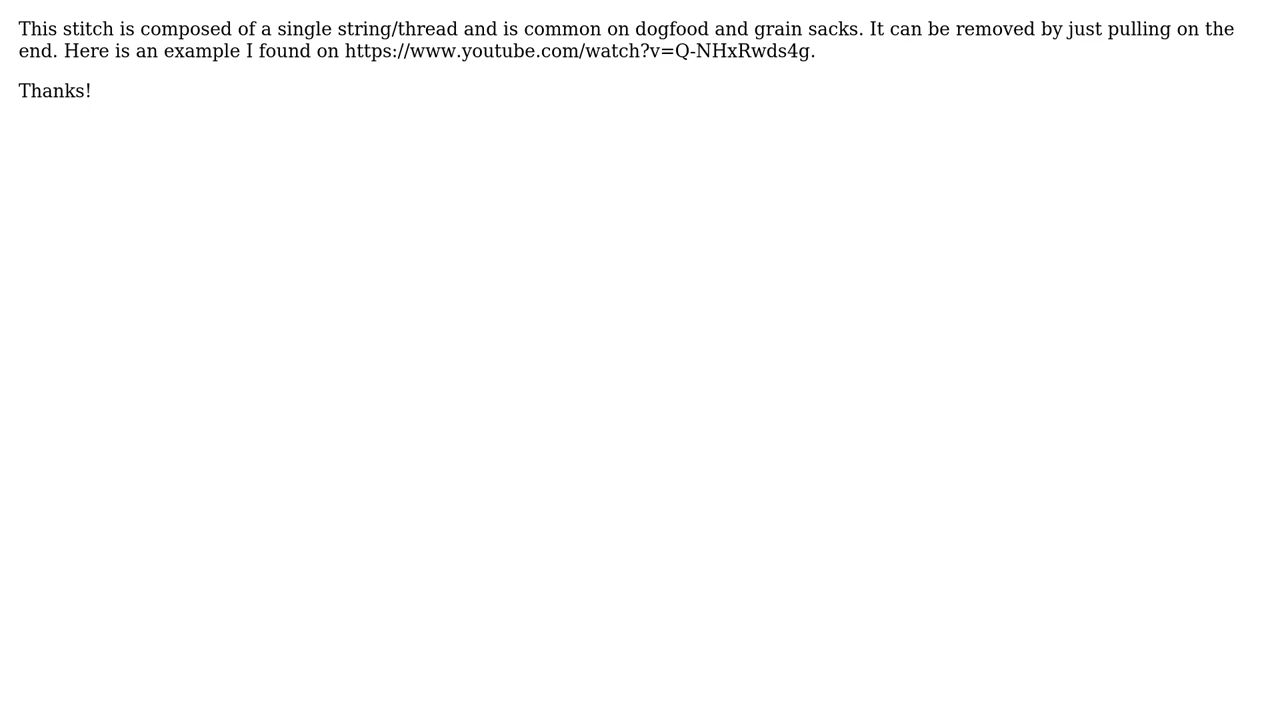 This stitch is composed of a single string/thread and is common on dogfood and grain sacks. It can be removed by just pulling on the
end. Here is an example I found on https://www.youtube.com/watch?v=Q-NHxRwds4g.
Thanks!